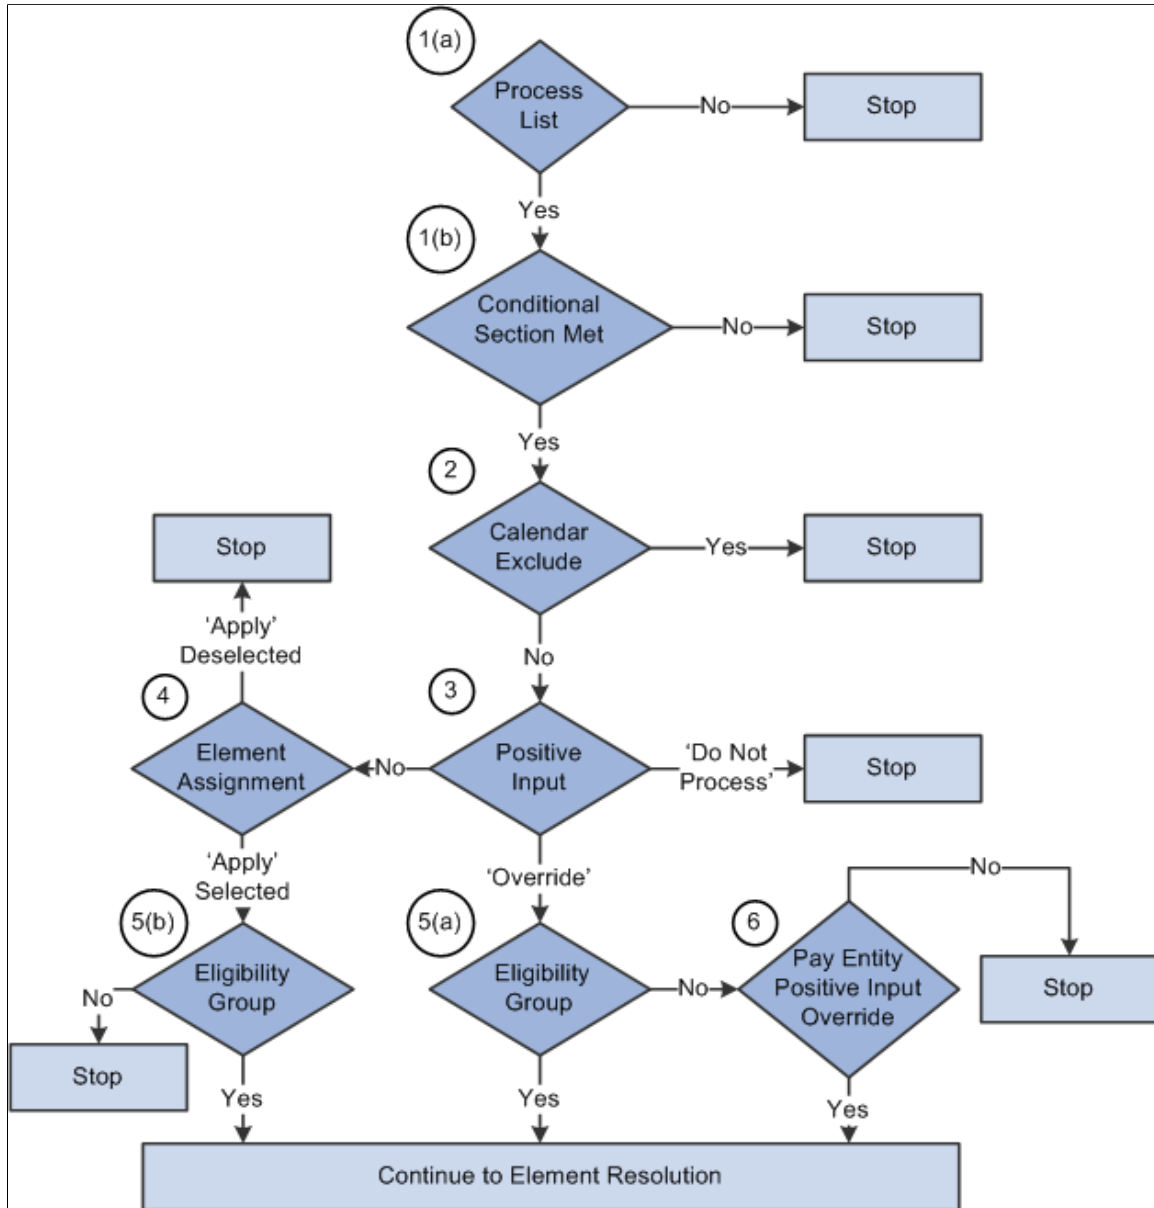 1(a)
Process
List
No
Stop
Yes
1(b)
Conditional
Section Met
No
Stop
Yes
2
Calendar
Exclude
Yes
Stop
Stop
‘Apply’
Deselected
No
4
3
Element
Assignment
No
Positive
Input
‘Do Not
Process’
Stop
‘Apply’
Selected
‘Override’
No
5(b)
5(a)
6
Eligibility
Group
Eligibility
Group
No
Pay Entity
Positive Input
Override
Stop
No
Stop
Yes
Yes
Yes
Continue to Element Resolution